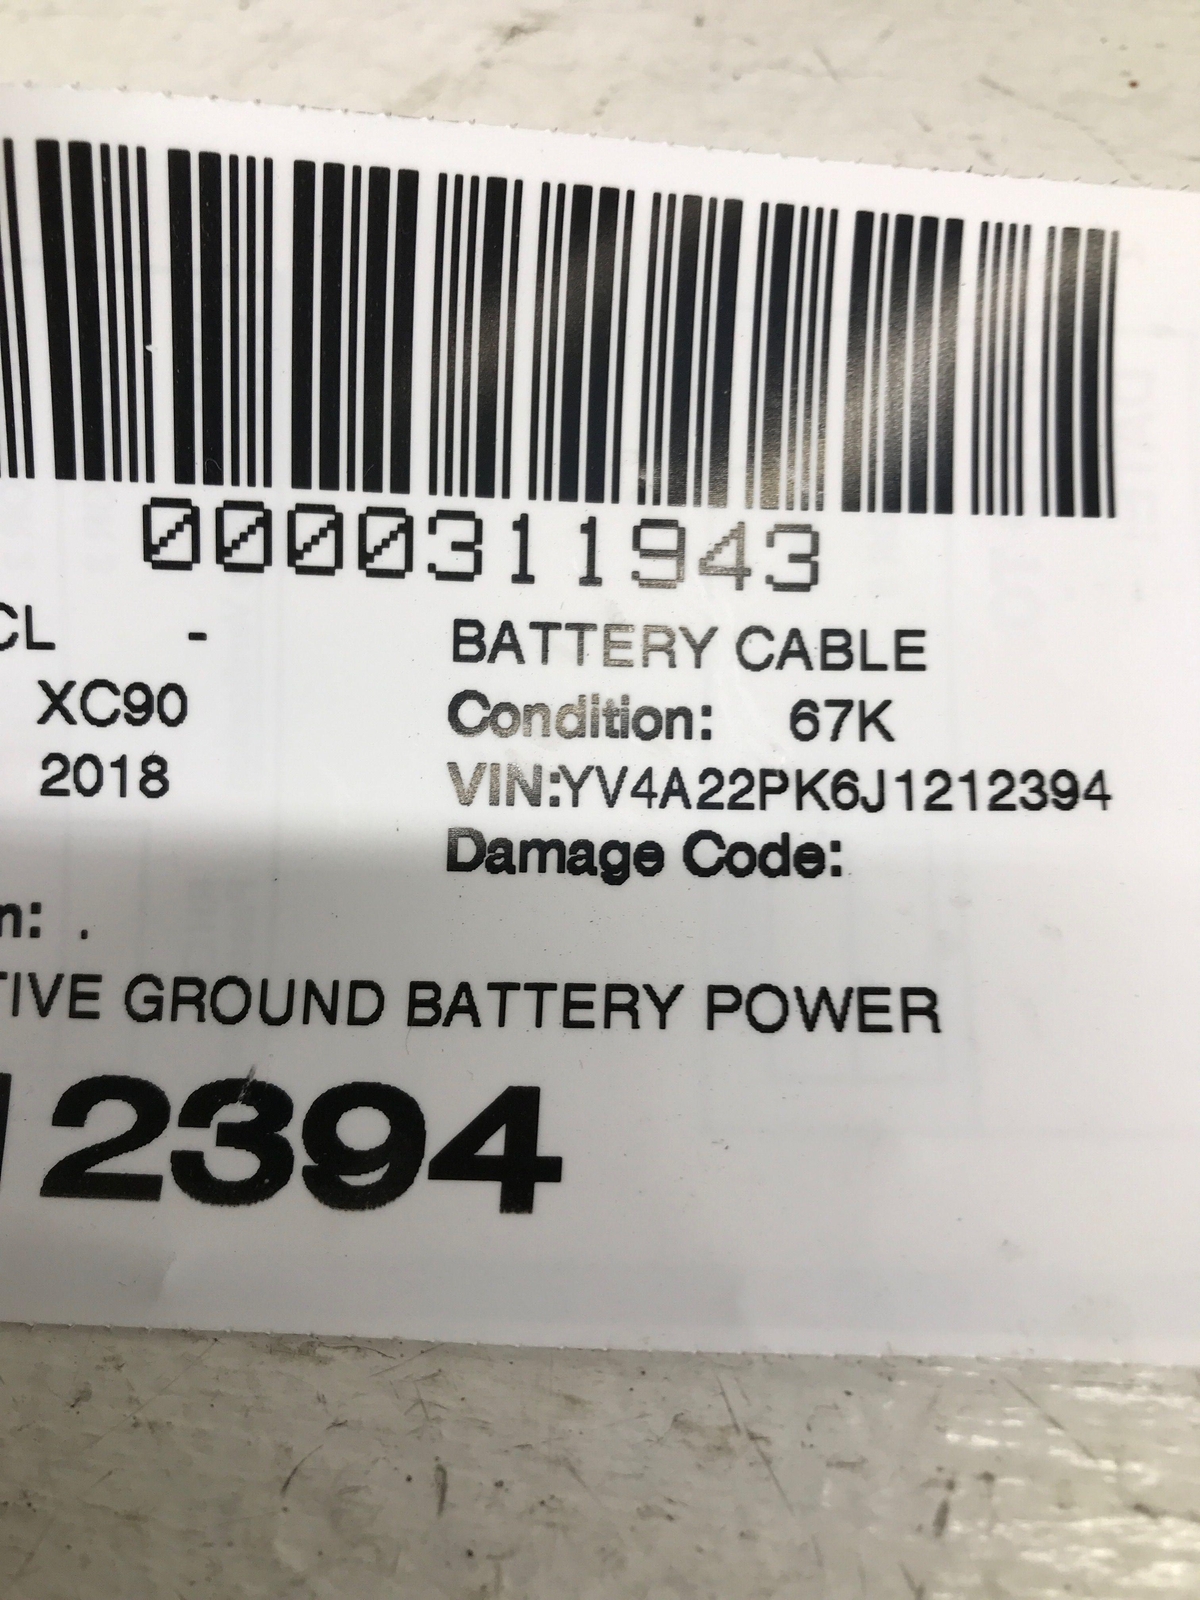 0000311943
CL - BATTERY CABLE
XC90 Condition: 67K
2018 VIN:YV4A22PK6J1212394
Damage Code:
n: .
TIVE GROUND BATTERY POWER
12394